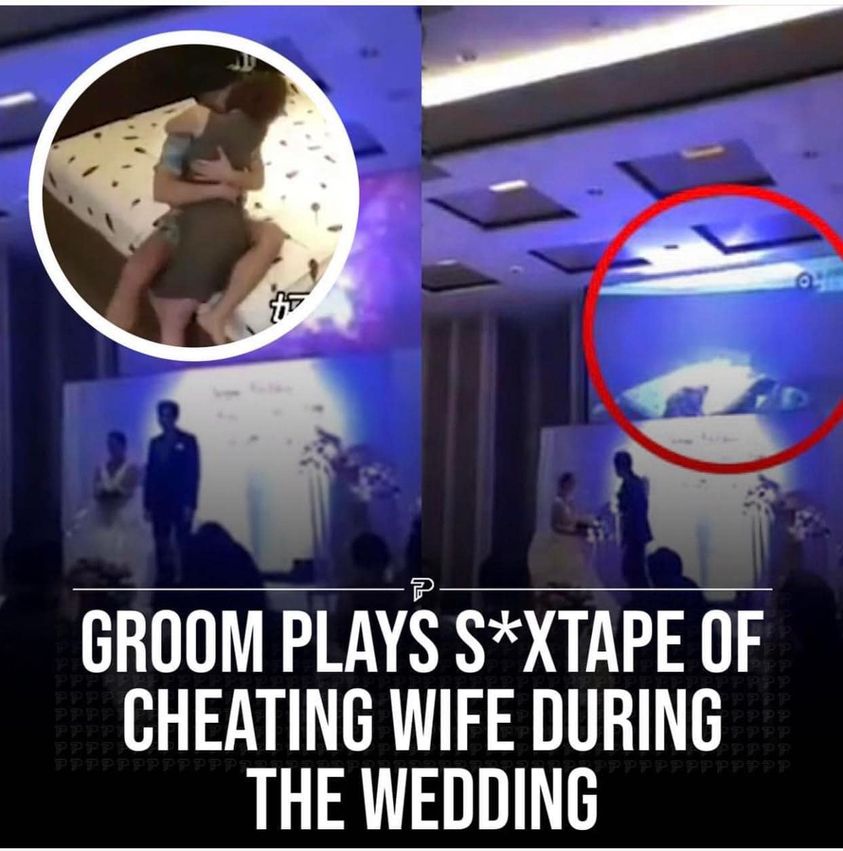 GROOM PLAYS S*XTAPE OF
CHEATING WIFE DURING
THE WEDDING